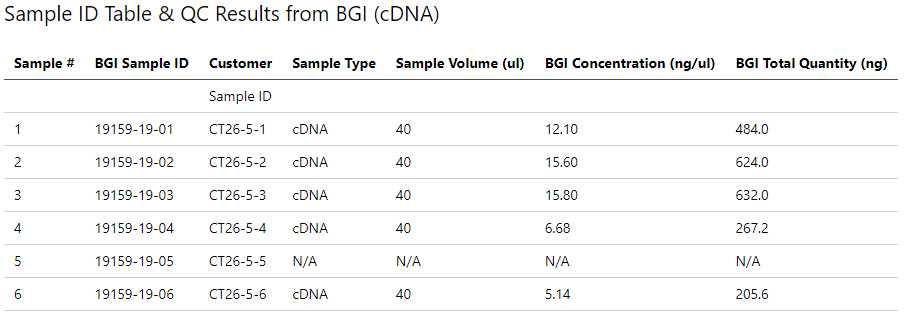 Sample ID Table & QC Results from BGI (cDNA)
Sample # BGI Sample ID Customer Sample Type Sample Volume (ul) BGI Concentration (ng/ul) BGI Total Quantity (ng)
Sample ID
1 19159-19-01 CT26-5-1 cDNA 40 12.10 484.0
2 19159-19-02 CT26-5-2 cDNA 40 15.60 624.0
3 19159-19-03 CT26-5-3 cDNA 40 15.80 632.0
4 19159-19-04 CT26-5-4 cDNA 40 6.68 267.2
5 19159-19-05 CT26-5-5 N/A N/A N/A N/A
6 19159-19-06 CT26-5-6 cDNA 40 5.14 205.6